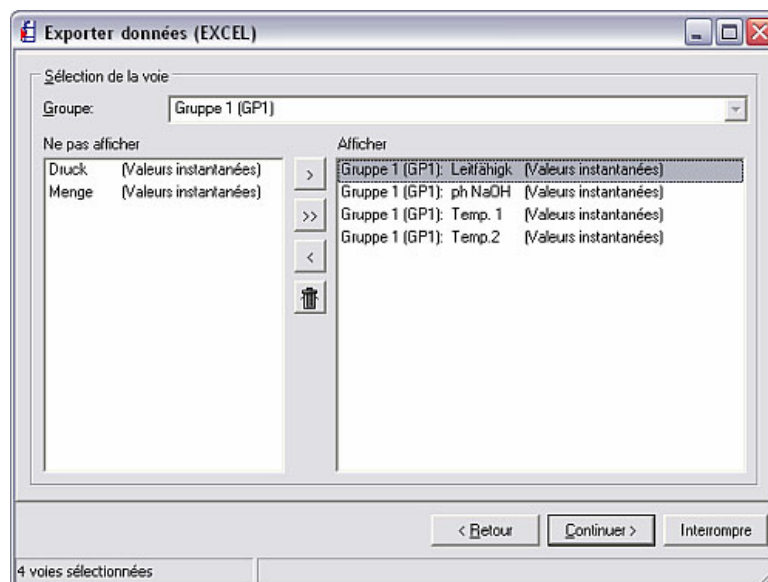 Exporter données (EXCEL)
Sélection de la voie
Groupe: Gruppe 1 (GP1)
Ne pas afficher
Druck (Valeurs instantanées)
Menge (Valeurs instantanées)
>
>>
<
Afficher
Gruppe 1 (GP1): Leitfähigk (Valeurs instantanées)
Gruppe 1 (GP1): ph NaOH (Valeurs instantanées)
Gruppe 1 (GP1): Temp. 1 (Valeurs instantanées)
Gruppe 1 (GP1): Temp.2 (Valeurs instantanées)
< Retour Continuer > Interrompre
4 voies sélectionnées